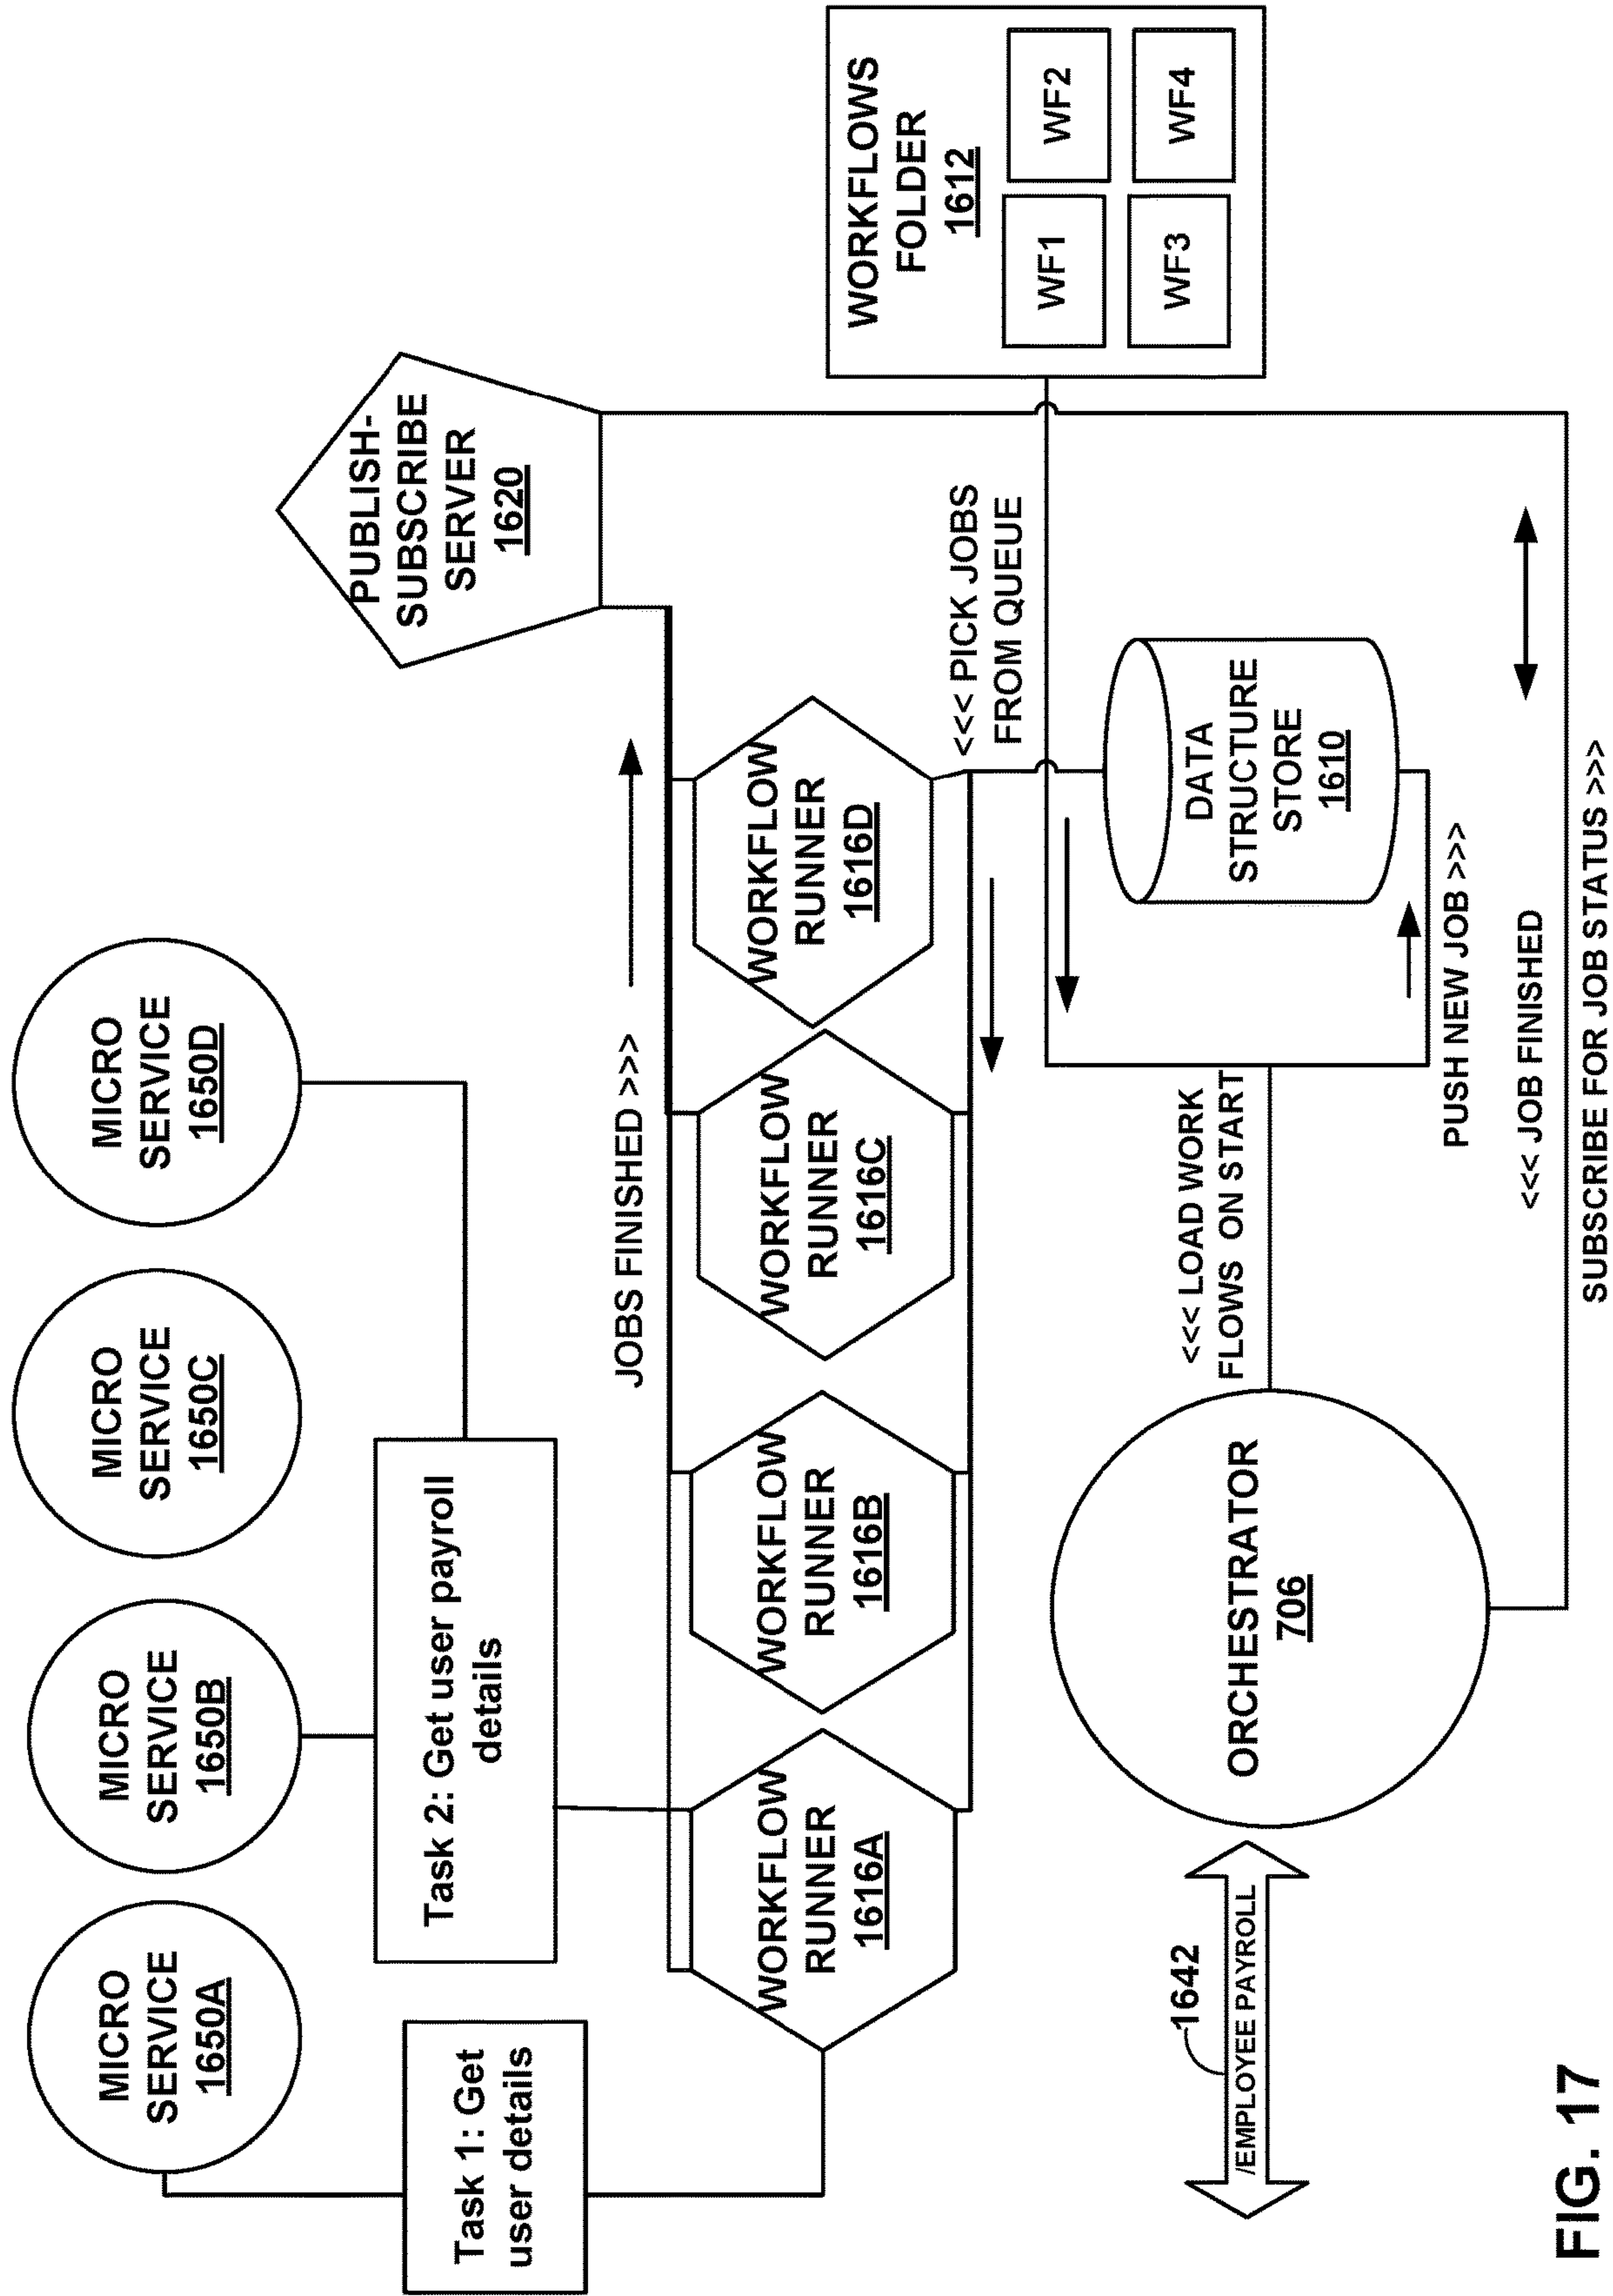 MICRO
SERVICE
1650A
MICRO
SERVICE
1650B
MICRO
SERVICE
1650C
MICRO
SERVICE
1650D
Task 1: Get
user details
Task 2: Get user payroll
details
JOBS FINISHED >>>
PUBLISH-
SUBSCRIBE
SERVER
1620
WORKFLOW
RUNNER
1616A
WORKFLOW
RUNNER
1616B
WORKFLOW
RUNNER
1616C
WORKFLOW
RUNNER
1616D
<<< PICK JOBS
FROM QUEUE
WORKFLOWS
FOLDER
1612
WF1
WF2
WF3
WF4
1642
/EMPLOYEE PAYROLL
ORCHESTRATOR
706
<<< LOAD WORK
FLOWS ON START
DATA
STRUCTURE
STORE
1610
PUSH NEW JOB >>>
<<< JOB FINISHED
SUBSCRIBE FOR JOB STATUS >>>
FIG. 17